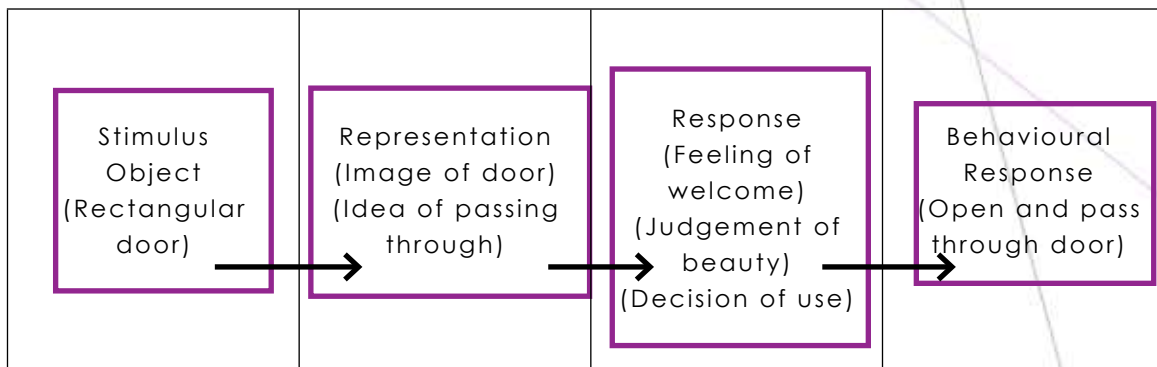 Stimulus
Object
(Rectangular
door)
Representation
(Image of door)
(Idea of passing
through)
Response
(Feeling of
welcome)
(Judgement of
beauty)
(Decision of use)
Behavioural
Response
(Open and pass
through door)